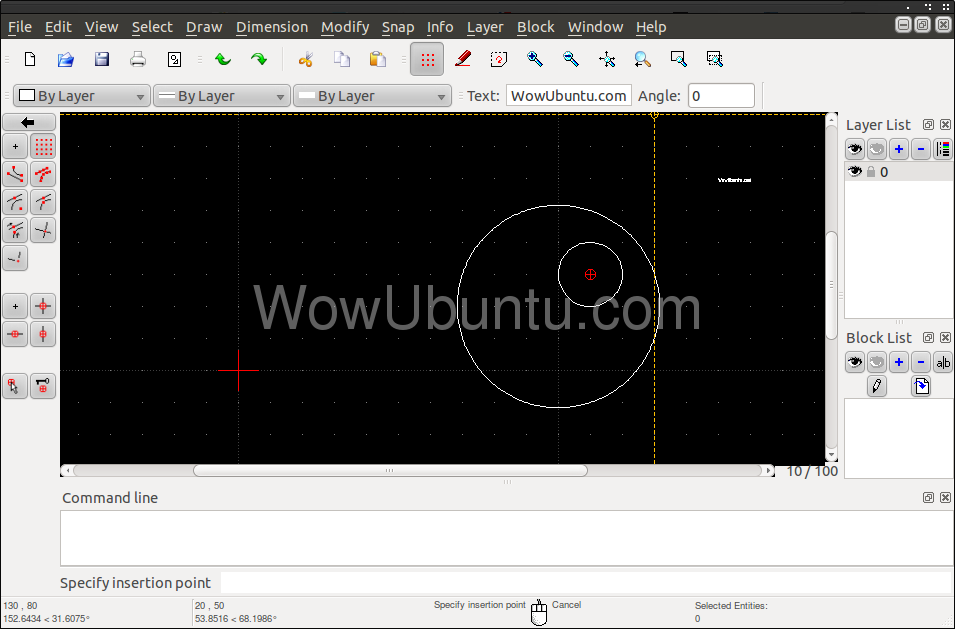 File Edit View Select Draw Dimension Modify Snap Info Layer Block Window Help
By Layer By Layer By Layer Text: WowUbuntu.com Angle: 0
Layer List
0
WowUbuntu.com
WowUbuntu.com
Block List
a|b
10 / 100
Command line
Specify insertion point
130 , 80
152.6434 < 31.6075°
20 , 50
53.8516 < 68.1986°
Specify insertion point Cancel
Selected Entities:
0